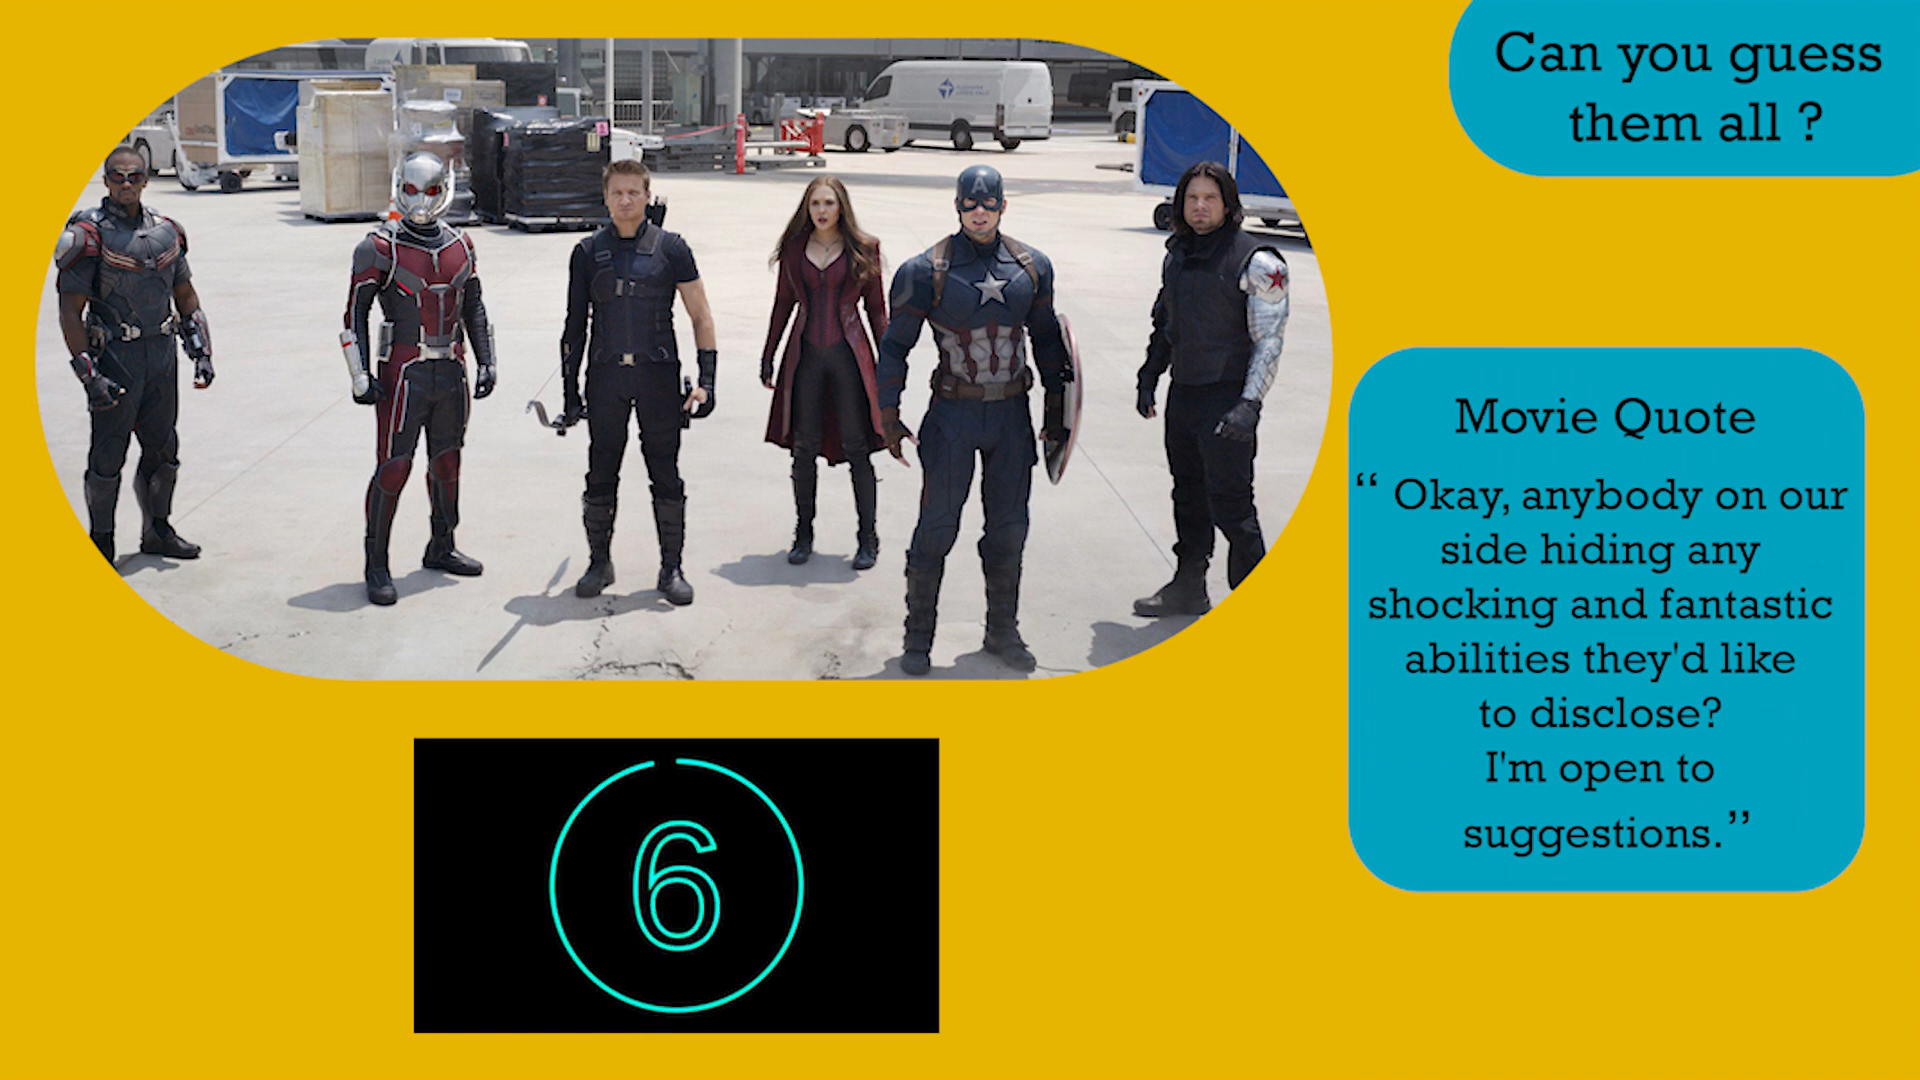 Can you guess
them all ?
A
Movie Quote
“ Okay, anybody on our
side hiding any
shocking and fantastic
abilities they'd like
to disclose?
I'm open to
suggestions.”
6